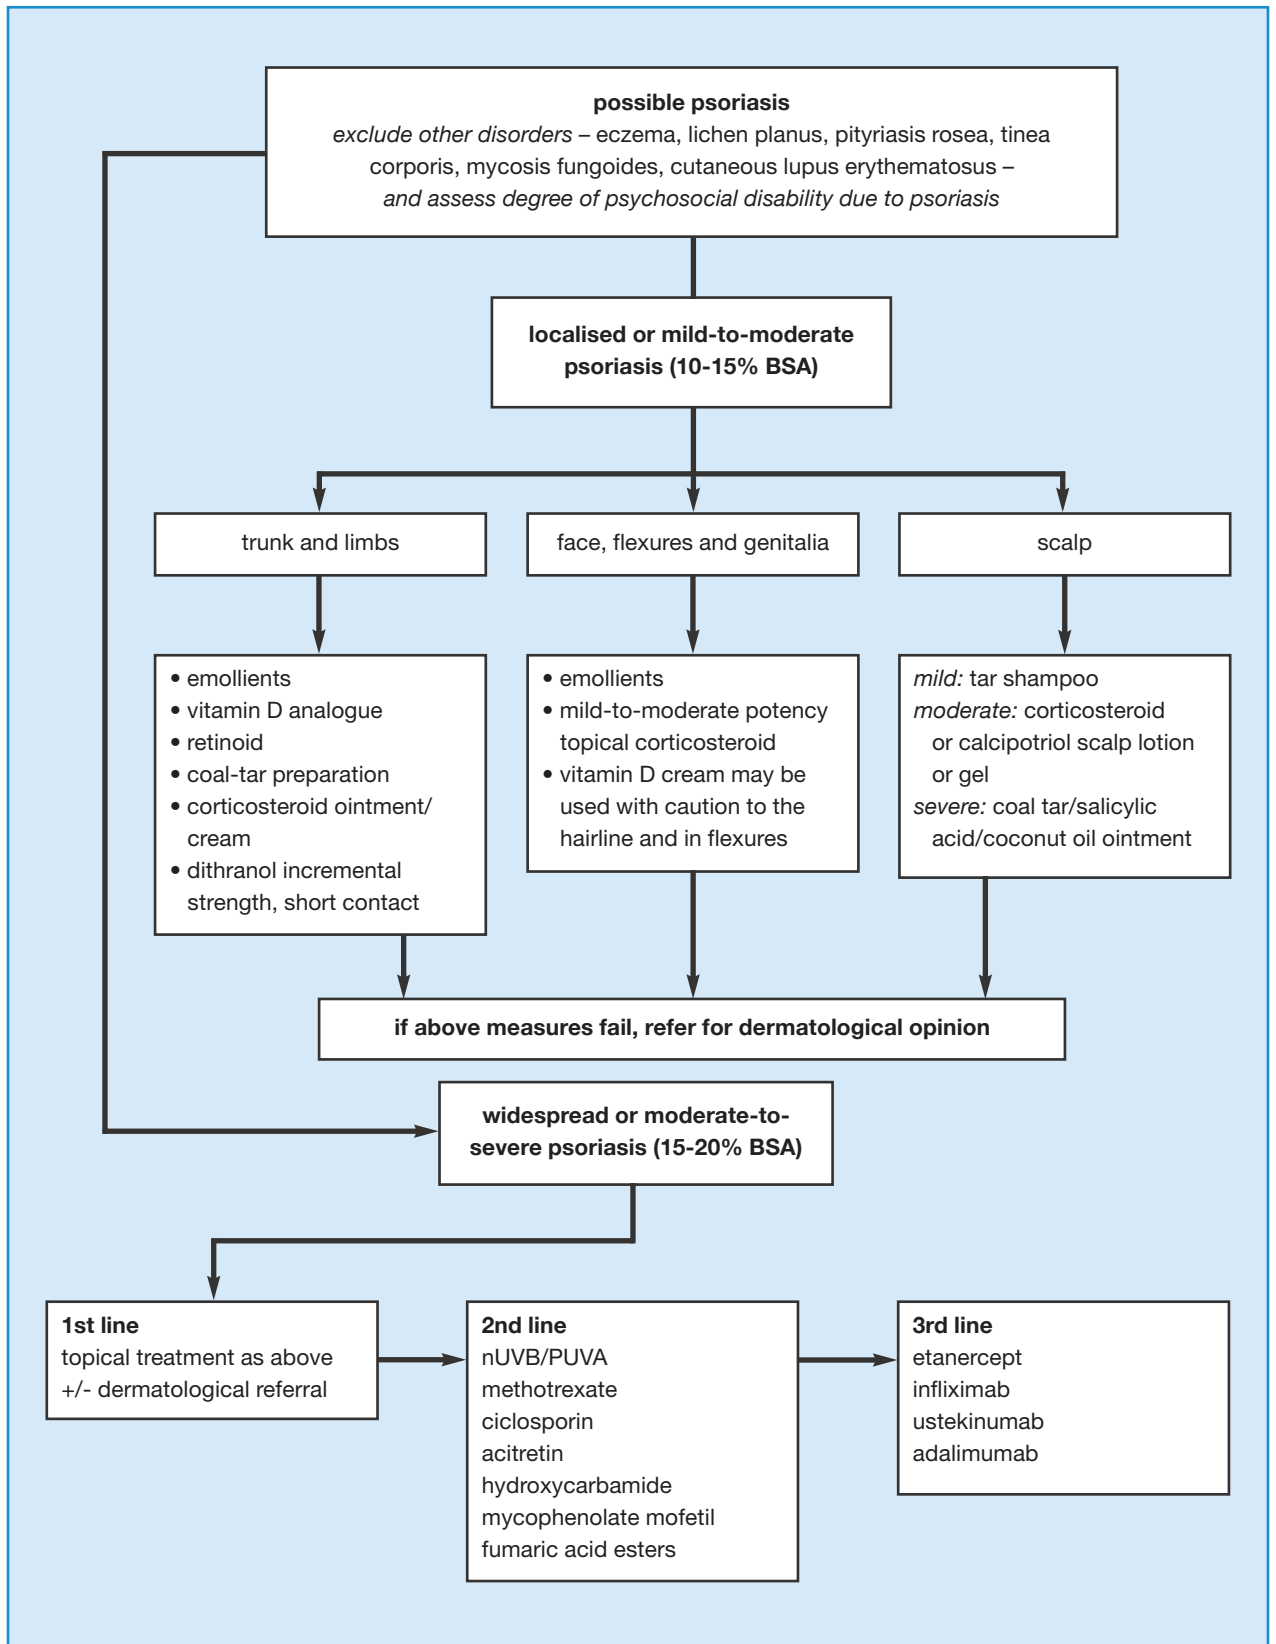 possible psoriasis
exclude other disorders – eczema, lichen planus, pityriasis rosea, tinea
corporis, mycosis fungoides, cutaneous lupus erythematosus –
and assess degree of psychosocial disability due to psoriasis
localised or mild-to-moderate
psoriasis (10-15% BSA)
trunk and limbs
face, flexures and genitalia
scalp
• emollients
• vitamin D analogue
• retinoid
• coal-tar preparation
• corticosteroid ointment/
cream
• dithranol incremental
strength, short contact
• emollients
• mild-to-moderate potency
topical corticosteroid
• vitamin D cream may be
used with caution to the
hairline and in flexures
mild: tar shampoo
moderate: corticosteroid
or calcipotriol scalp lotion
or gel
severe: coal tar/salicylic
acid/coconut oil ointment
if above measures fail, refer for dermatological opinion
widespread or moderate-to-
severe psoriasis (15-20% BSA)
1st line
topical treatment as above
+/- dermatological referral
2nd line
nUVB/PUVA
methotrexate
ciclosporin
acitretin
hydroxycarbamide
mycophenolate mofetil
fumaric acid esters
3rd line
etanercept
infliximab
ustekinumab
adalimumab